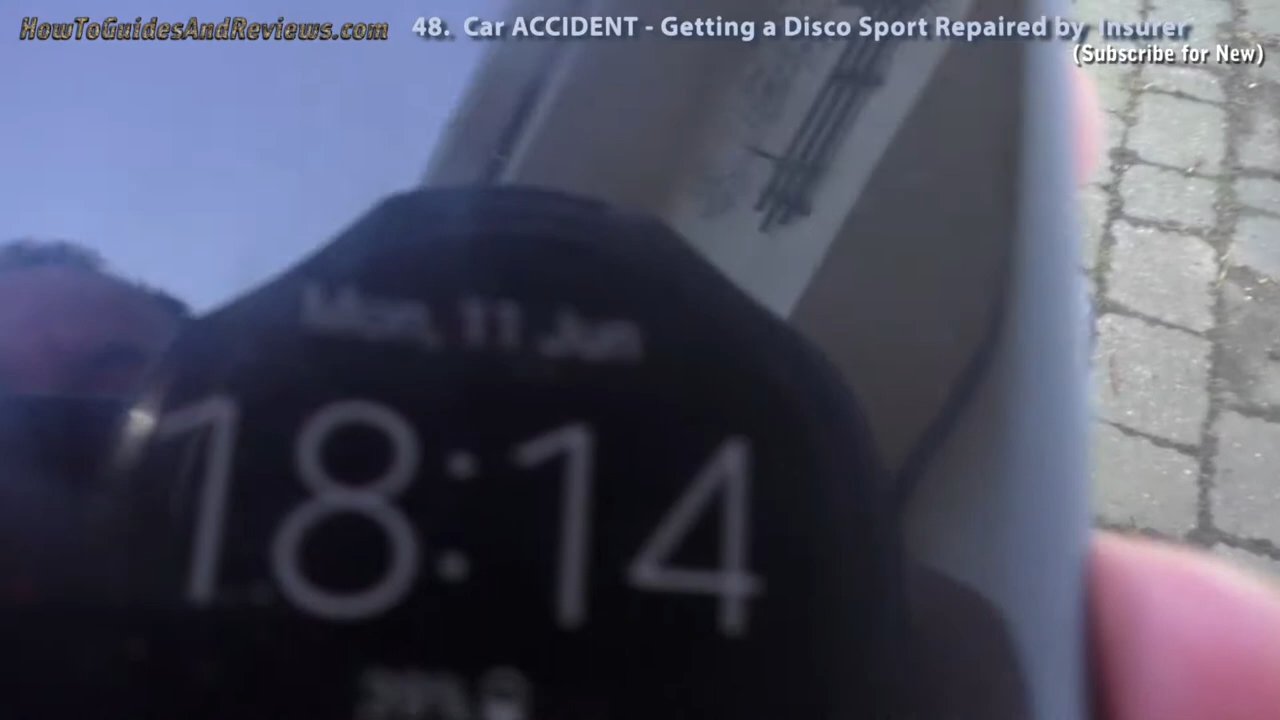 HowToGuidesAndReviews.com
48. Car ACCIDENT - Getting a Disco Sport Repaired by Insurer
(Subscribe for New)
Mon, 11 Jun
18:14
39%